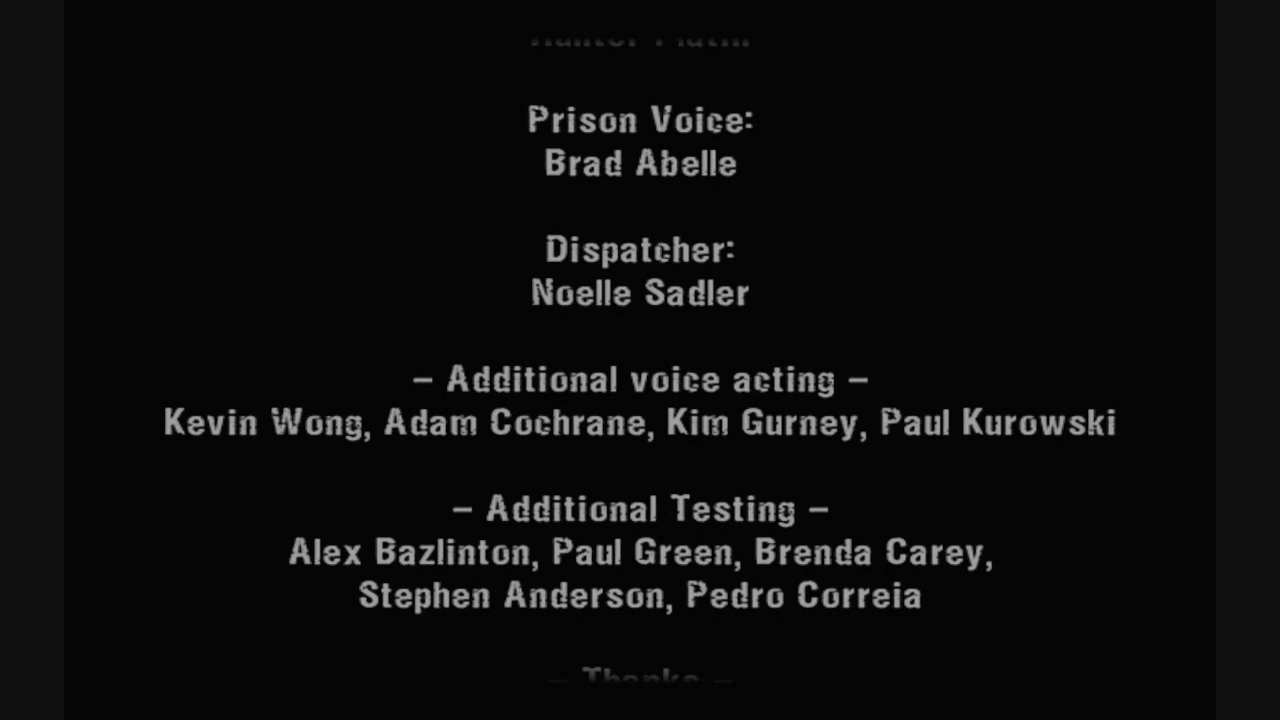 Prison Voice:
Brad Abelle
Dispatcher:
Noelle Sadler
– Additional voice acting –
Kevin Wong, Adam Cochrane, Kim Gurney, Paul Kurowski
– Additional Testing –
Alex Bazlinton, Paul Green, Brenda Carey,
Stephen Anderson, Pedro Correia
– Thanks –